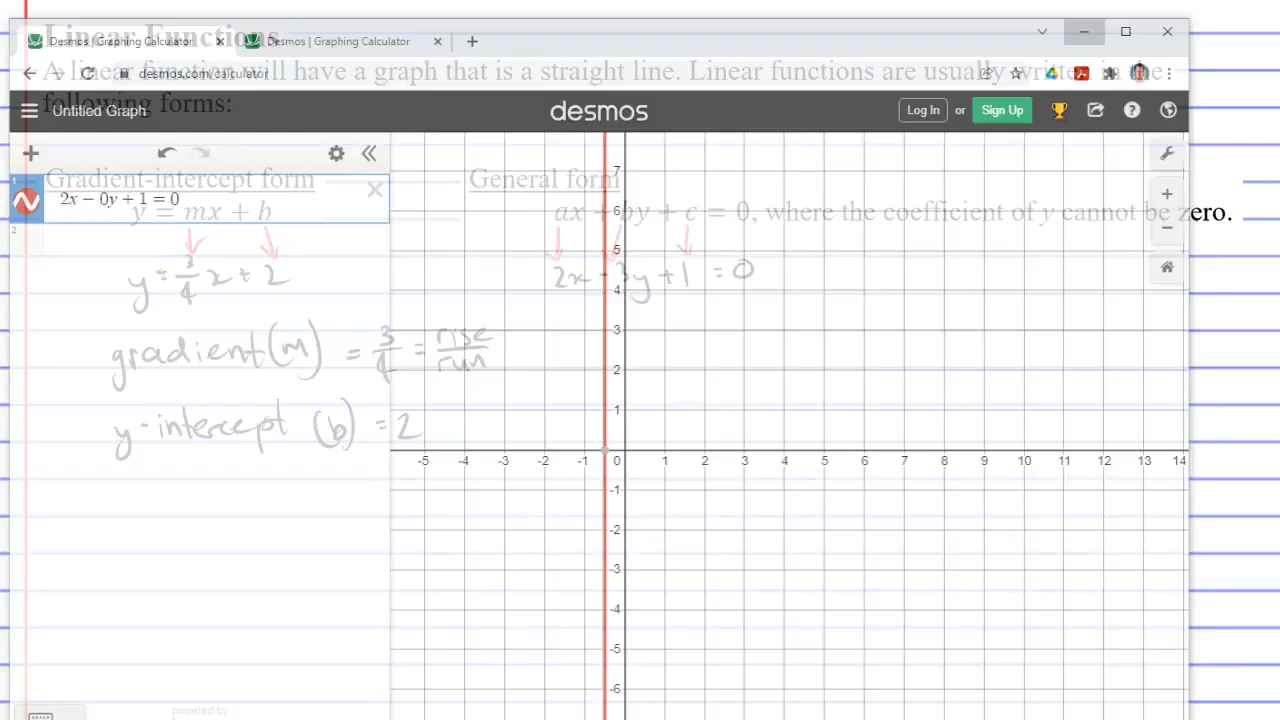 Linear Functions
Desmos | Graphing Calculator
Desmos | Graphing Calculator
desmos.com/calculator
A linear function will have a graph that is a straight line. Linear functions are usually written in the
following forms:
Untitled Graph
desmos
Log In or Sign Up
1
2x − 0y + 1 = 0
2
Gradient-intercept form
y = mx + b
y = 3/4 x + 2
gradient (m) = 3/4 = rise/run
y-intercept (b) = 2
General form
ax + by + c = 0, where the coefficient of y cannot be zero.
2x - 3y + 1 = 0
7
6
5
4
3
2
1
-5 -4 -3 -2 -1 0 1 2 3 4 5 6 7 8 9 10 11 12 13 14
-1
-2
-3
-4
-5
-6
powered by